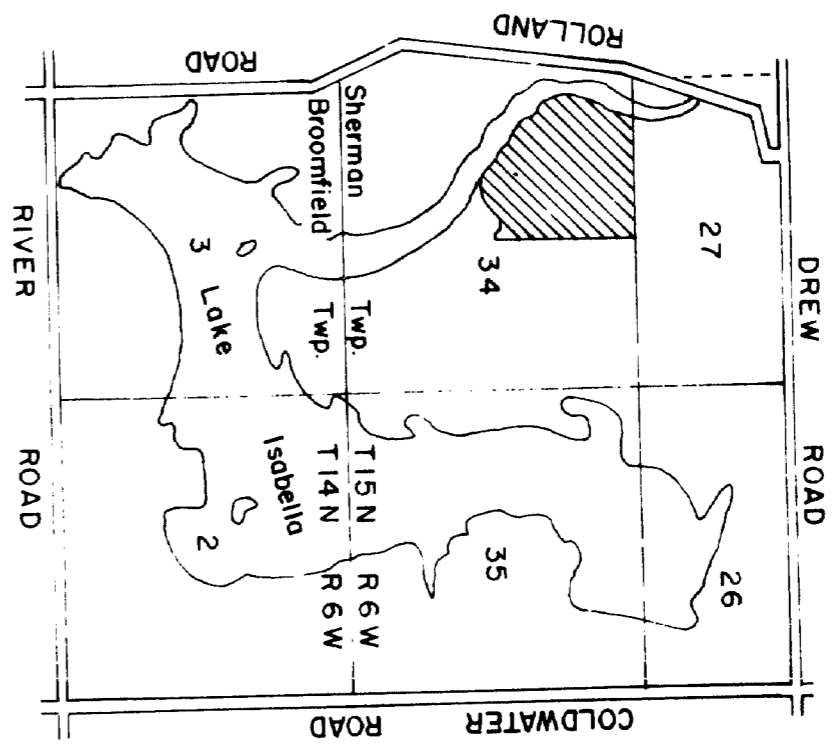 DREW ROAD
27
26
ROLLAND ROAD
34
35
COLDWATER ROAD
Sherman Twp. T15N R6W
Broomfield Twp. T14N R6W
Lake Isabella
3
2
RIVER ROAD